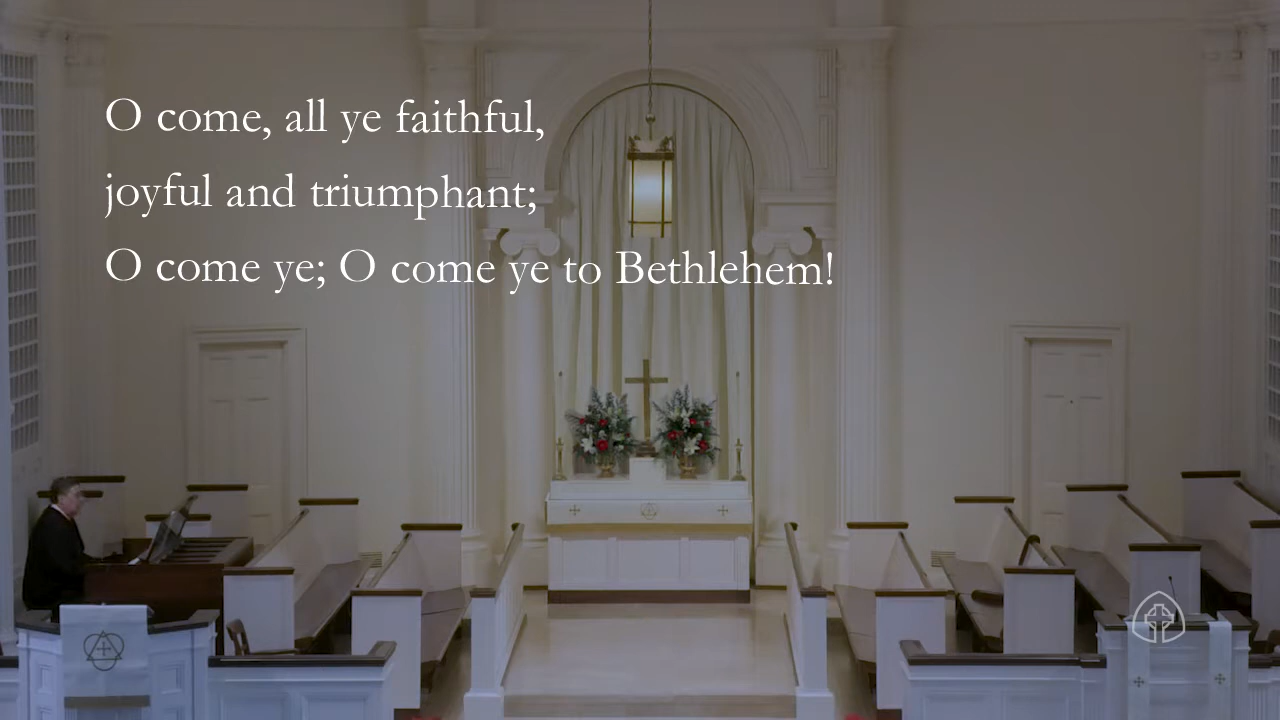 O come, all ye faithful,
joyful and triumphant;
O come ye; O come ye to Bethlehem!